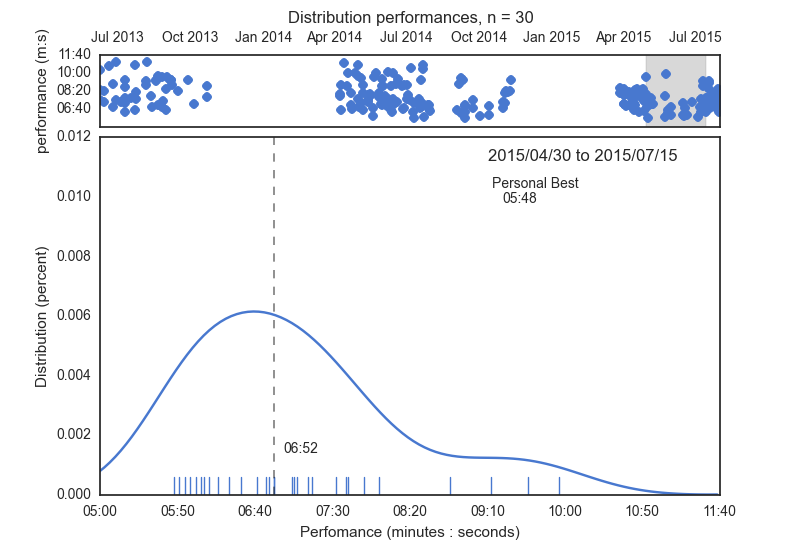 Distribution performances, n = 30
Jul 2013 Oct 2013 Jan 2014 Apr 2014 Jul 2014 Oct 2014 Jan 2015 Apr 2015 Jul 2015
performance (m:s)
11:40
10:00
08:20
06:40
Distribution (percent)
0.012
0.010
0.008
0.006
0.004
0.002
0.000
2015/04/30 to 2015/07/15
Personal Best
05:48
06:52
05:00 05:50 06:40 07:30 08:20 09:10 10:00 10:50 11:40
Perfomance (minutes : seconds)